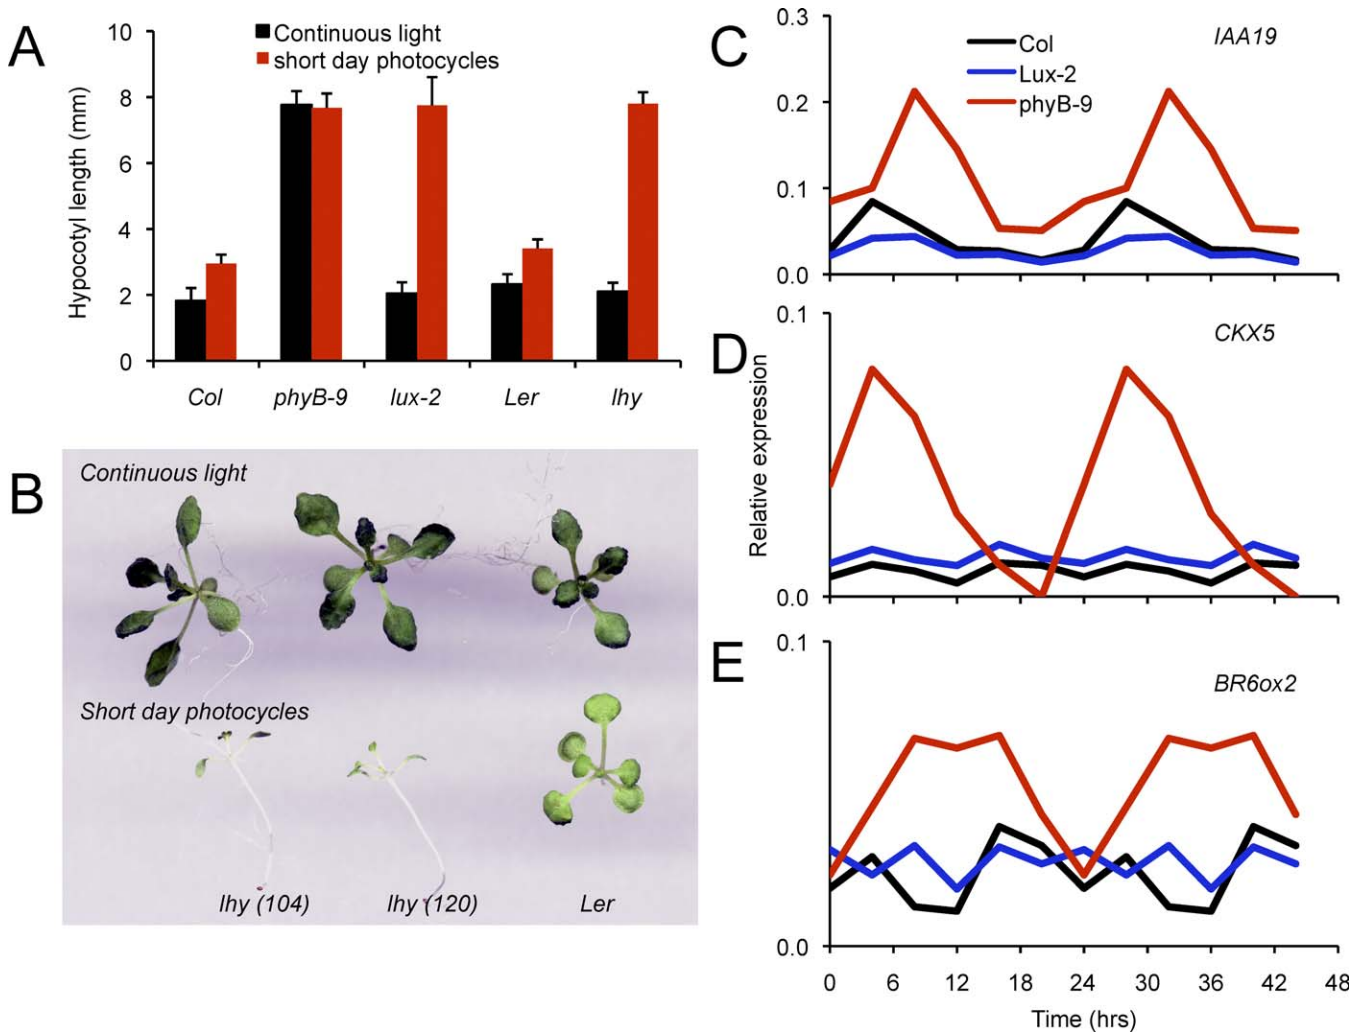 A
Hypocotyl length (mm)
10
8
6
4
2
0
Continuous light
short day photocycles
Col phyB-9 lux-2 Ler lhy
B
Continuous light
Short day photocycles
lhy (104) lhy (120) Ler
C
IAA19
Col
Lux-2
phyB-9
0.3
0.2
0.1
0.0
D
CKX5
0.1
0.0
Relative expression
E
BR6ox2
0.1
0.0
0 6 12 18 24 30 36 42 48
Time (hrs)